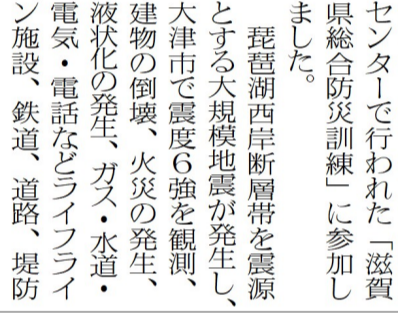 センターで行われた「滋賀
県総合防災訓練」に参加し
ました。
琵琶湖西岸断層帯を震源
とする大規模地震が発生し、
大津市で震度6強を観測、
建物の倒壊、火災の発生、
液状化の発生、ガス・水道・
電気・電話などライフライ
ン施設、鉄道、道路、堤防